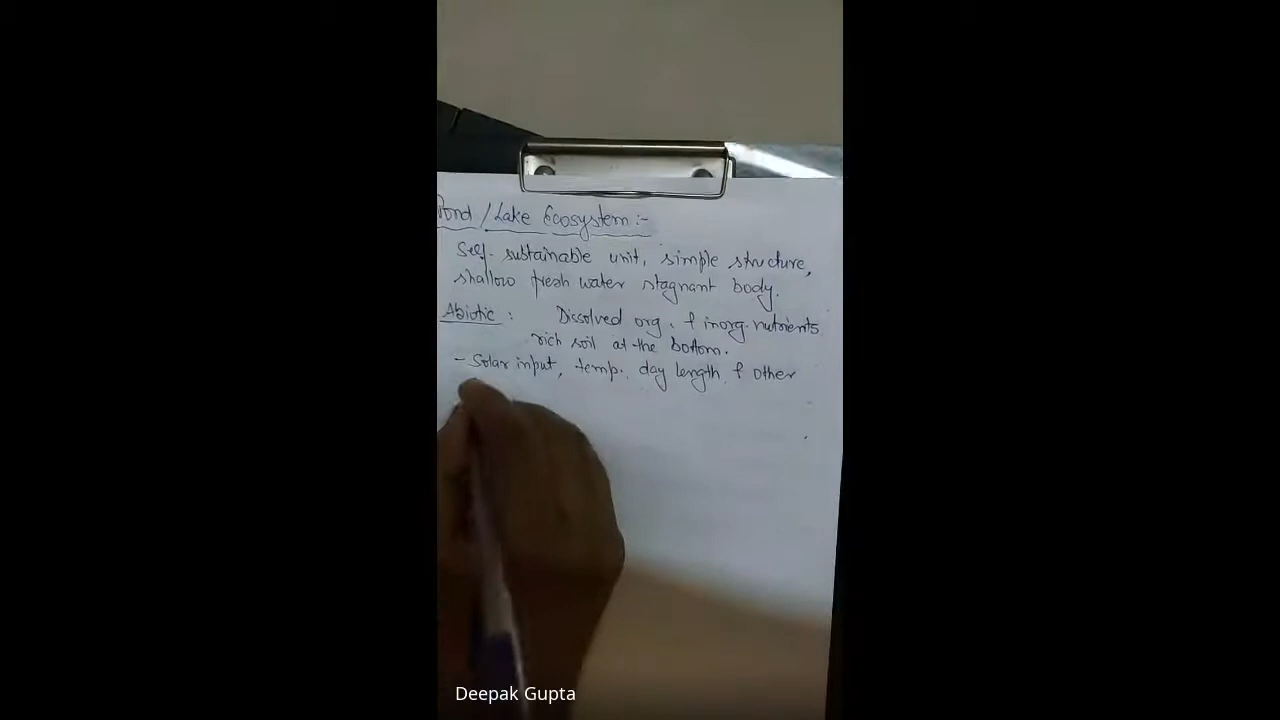 Pond / Lake Ecosystem :-
Self- sustainable unit, simple structure,
shallow fresh water stagnant body.
Abiotic : Dissolved org. & inorg. nutrients
rich soil at the bottom.
- Solar input, temp. day length & other
Deepak Gupta